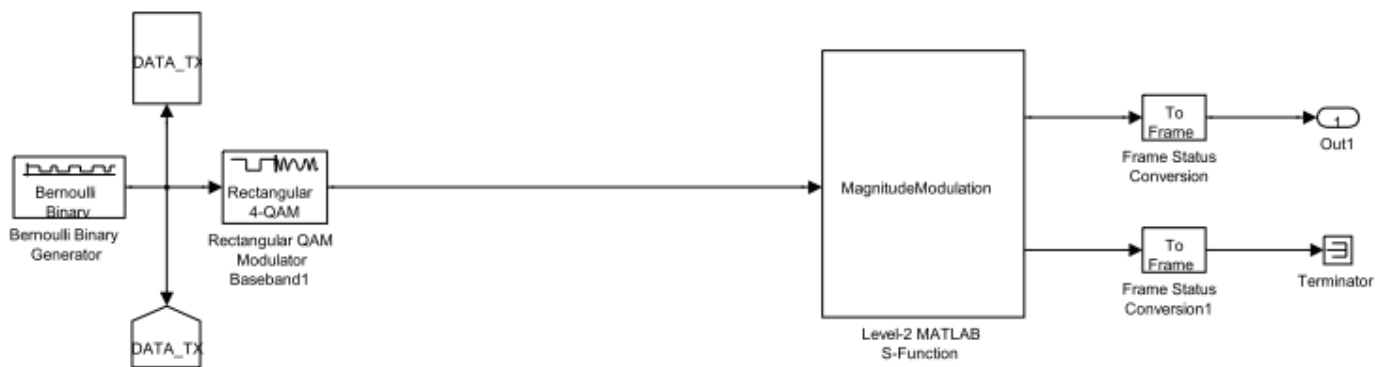 DATA_TX
Bernoulli
Binary
Bernoulli Binary
Generator
Rectangular
4-QAM
Rectangular QAM
Modulator
Baseband1
DATA_TX
MagnitudeModulation
Level-2 MATLAB
S-Function
To
Frame
Frame Status
Conversion
1
Out1
To
Frame
Frame Status
Conversion1
Terminator